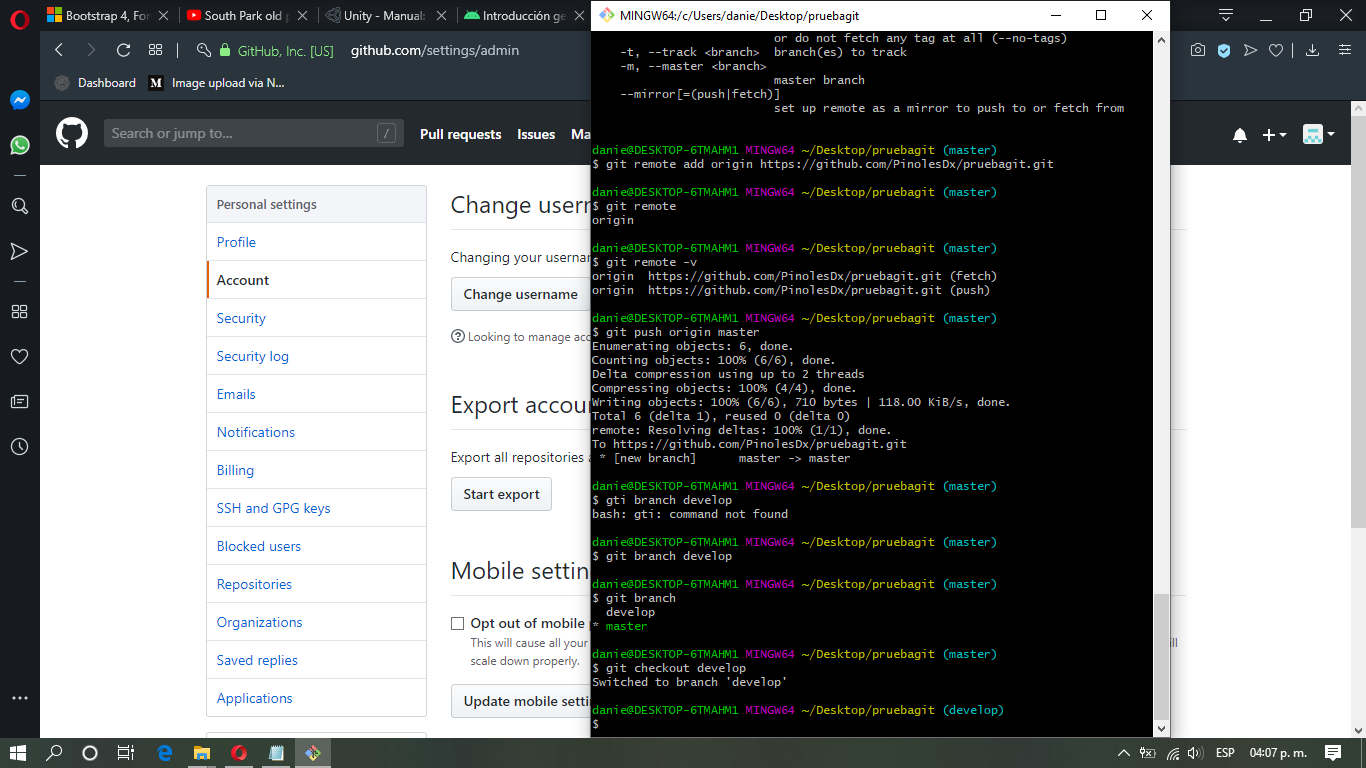 Bootstrap 4, For
South Park old p
Unity - Manual:
Introducción ge
MINGW64:/c/Users/danie/Desktop/pruebagit
GitHub, Inc. [US]
github.com/settings/admin
Dashboard
M
Image upload via N...
Search or jump to...
/
Pull requests
Issues
Ma
Personal settings
Profile
Account
Security
Security log
Emails
Notifications
Billing
SSH and GPG keys
Blocked users
Repositories
Organizations
Saved replies
Applications
Change usern
Changing your usernam
Change username
Looking to manage acc
Export accou
Export all repositories a
Start export
Mobile settin
Opt out of mobile
This will cause all your
ill
scale down properly.
Update mobile setti
or do not fetch any tag at all (--no-tags)
-t, --track <branch>  branch(es) to track
-m, --master <branch>
master branch
--mirror[=(push|fetch)]
set up remote as a mirror to push to or fetch from
danie@DESKTOP-6TMAHM1 MINGW64 ~/Desktop/pruebagit (master)
$ git remote add origin https://github.com/PinolesDx/pruebagit.git
danie@DESKTOP-6TMAHM1 MINGW64 ~/Desktop/pruebagit (master)
$ git remote
origin
danie@DESKTOP-6TMAHM1 MINGW64 ~/Desktop/pruebagit (master)
$ git remote -v
origin  https://github.com/PinolesDx/pruebagit.git (fetch)
origin  https://github.com/PinolesDx/pruebagit.git (push)
danie@DESKTOP-6TMAHM1 MINGW64 ~/Desktop/pruebagit (master)
$ git push origin master
Enumerating objects: 6, done.
Counting objects: 100% (6/6), done.
Delta compression using up to 2 threads
Compressing objects: 100% (4/4), done.
Writing objects: 100% (6/6), 710 bytes | 118.00 KiB/s, done.
Total 6 (delta 1), reused 0 (delta 0)
remote: Resolving deltas: 100% (1/1), done.
To https://github.com/PinolesDx/pruebagit.git
* [new branch]      master -> master
danie@DESKTOP-6TMAHM1 MINGW64 ~/Desktop/pruebagit (master)
$ gti branch develop
bash: gti: command not found
danie@DESKTOP-6TMAHM1 MINGW64 ~/Desktop/pruebagit (master)
$ git branch develop
danie@DESKTOP-6TMAHM1 MINGW64 ~/Desktop/pruebagit (master)
$ git branch
develop
* master
danie@DESKTOP-6TMAHM1 MINGW64 ~/Desktop/pruebagit (master)
$ git checkout develop
Switched to branch 'develop'
danie@DESKTOP-6TMAHM1 MINGW64 ~/Desktop/pruebagit (develop)
$
ESP
04:07 p. m.